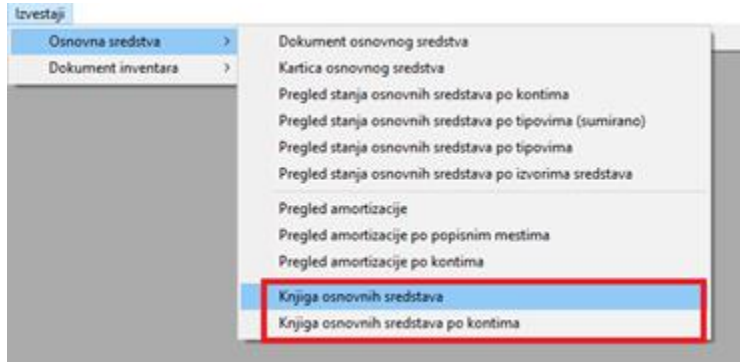 Izvestaji
Osnovna sredstva
Dokument inventara
Dokument osnovnog sredstva
Kartica osnovnog sredstva
Pregled stanja osnovnih sredstava po kontima
Pregled stanja osnovnih sredstava po tipovima (sumirano)
Pregled stanja osnovnih sredstava po tipovima
Pregled stanja osnovnih sredstava po izvorima sredstava
Pregled amortizacije
Pregled amortizacije po popisnim mestima
Pregled amortizacije po kontima
Knjiga osnovnih sredstava
Knjiga osnovnih sredstava po kontima